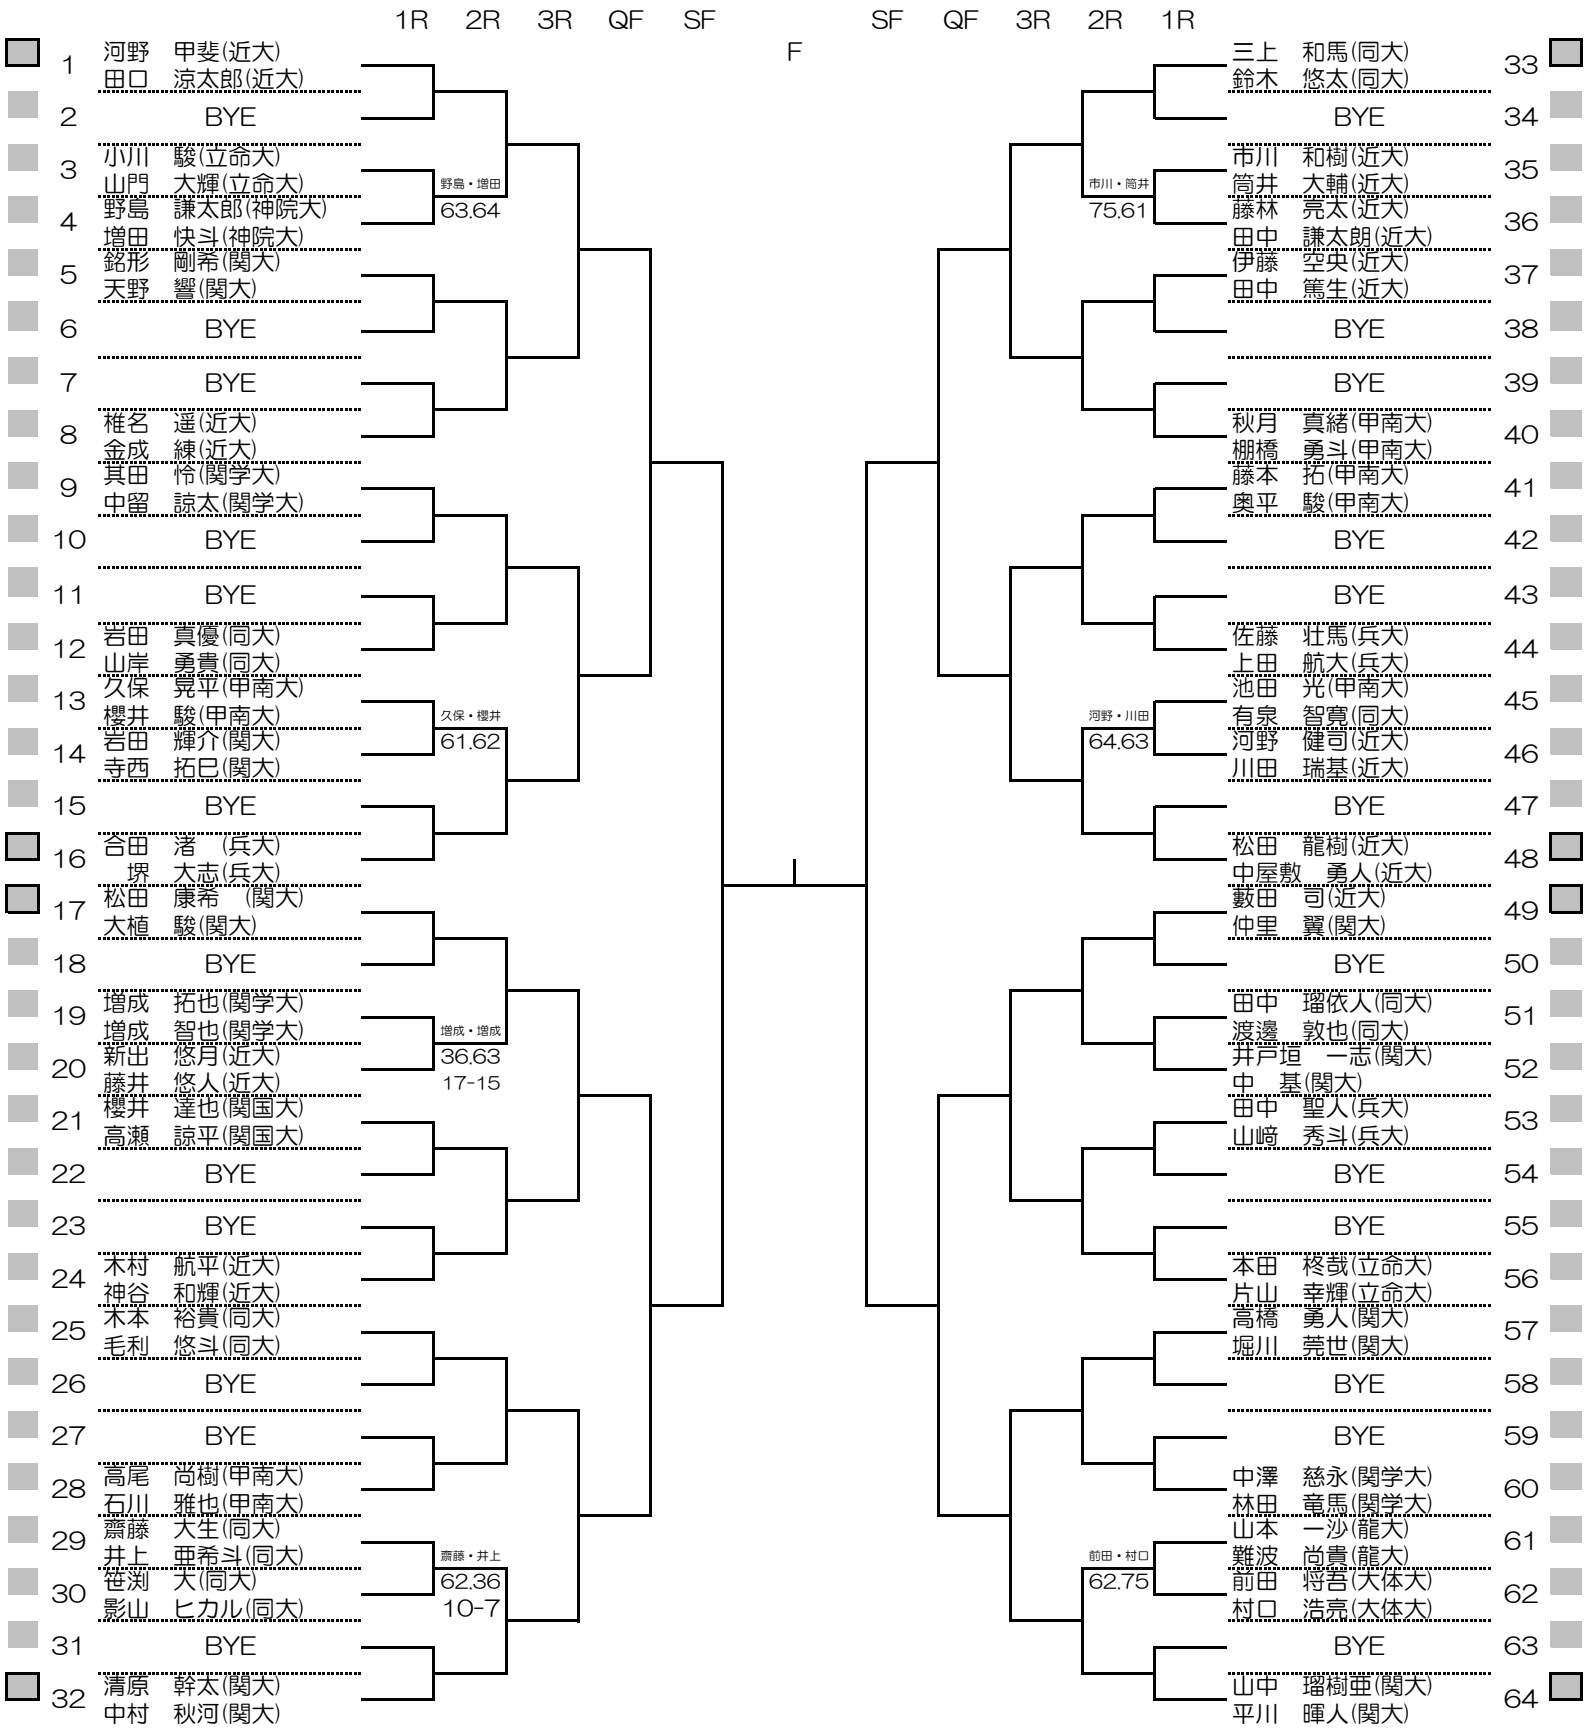 1R 2R 3R QF SF SF QF 3R 2R 1R
F
1 河野 甲斐(近大)
田口 涼太郎(近大)
2 BYE
3 小川 駿(立命大)
山門 大輝(立命大)
野島・増田
63.64
4 野島 謙太郎(神院大)
増田 快斗(神院大)
5 銘形 剛希(関大)
天野 響(関大)
6 BYE
7 BYE
8 椎名 遥(近大)
金成 練(近大)
9 其田 怜(関学大)
中留 諒太(関学大)
10 BYE
11 BYE
12 岩田 真優(同大)
山岸 勇貴(同大)
13 久保 晃平(甲南大)
櫻井 駿(甲南大)
久保・櫻井
61.62
14 岩田 輝介(関大)
寺西 拓巳(関大)
15 BYE
16 合田 渚 (兵大)
堺 大志(兵大)
17 松田 康希 (関大)
大植 駿(関大)
18 BYE
19 増成 拓也(関学大)
増成 智也(関学大)
増成・増成
36.63
17-15
20 新出 悠月(近大)
藤井 悠人(近大)
21 櫻井 達也(関国大)
高瀬 諒平(関国大)
22 BYE
23 BYE
24 木村 航平(近大)
神谷 和輝(近大)
25 木本 裕貴(同大)
毛利 悠斗(同大)
26 BYE
27 BYE
28 高尾 尚樹(甲南大)
石川 雅也(甲南大)
29 齋藤 大生(同大)
井上 亜希斗(同大)
齋藤・井上
62.36
10-7
30 笹渕 大(同大)
影山 ヒカル(同大)
31 BYE
32 清原 幹太(関大)
中村 秋河(関大)
三上 和馬(同大) 33
鈴木 悠太(同大)
BYE 34
市川 和樹(近大) 35
筒井 大輔(近大)
市川・筒井
75.61
藤林 亮太(近大) 36
田中 謙太朗(近大)
伊藤 空央(近大) 37
田中 篤生(近大)
BYE 38
BYE 39
秋月 真緒(甲南大) 40
棚橋 勇斗(甲南大)
藤本 拓(甲南大) 41
奥平 駿(甲南大)
BYE 42
BYE 43
佐藤 壮馬(兵大) 44
上田 航大(兵大)
池田 光(甲南大) 45
有泉 智寛(同大)
河野・川田
64.63
河野 健司(近大) 46
川田 瑞基(近大)
BYE 47
松田 龍樹(近大) 48
中屋敷 勇人(近大)
藪田 司(近大) 49
仲里 翼(関大)
BYE 50
田中 瑠依人(同大) 51
渡邊 敦也(同大)
井戸垣 一志(関大) 52
中 基(関大)
田中 聖人(兵大) 53
山﨑 秀斗(兵大)
BYE 54
BYE 55
本田 柊哉(立命大) 56
片山 幸輝(立命大)
高橋 勇人(関大) 57
堀川 莞世(関大)
BYE 58
BYE 59
中澤 慈永(関学大) 60
林田 竜馬(関学大)
山本 一沙(龍大) 61
難波 尚貴(龍大)
前田・村口
62.75
前田 将吾(大体大) 62
村口 浩亮(大体大)
BYE 63
山中 瑠樹亜(関大) 64
平川 暉人(関大)